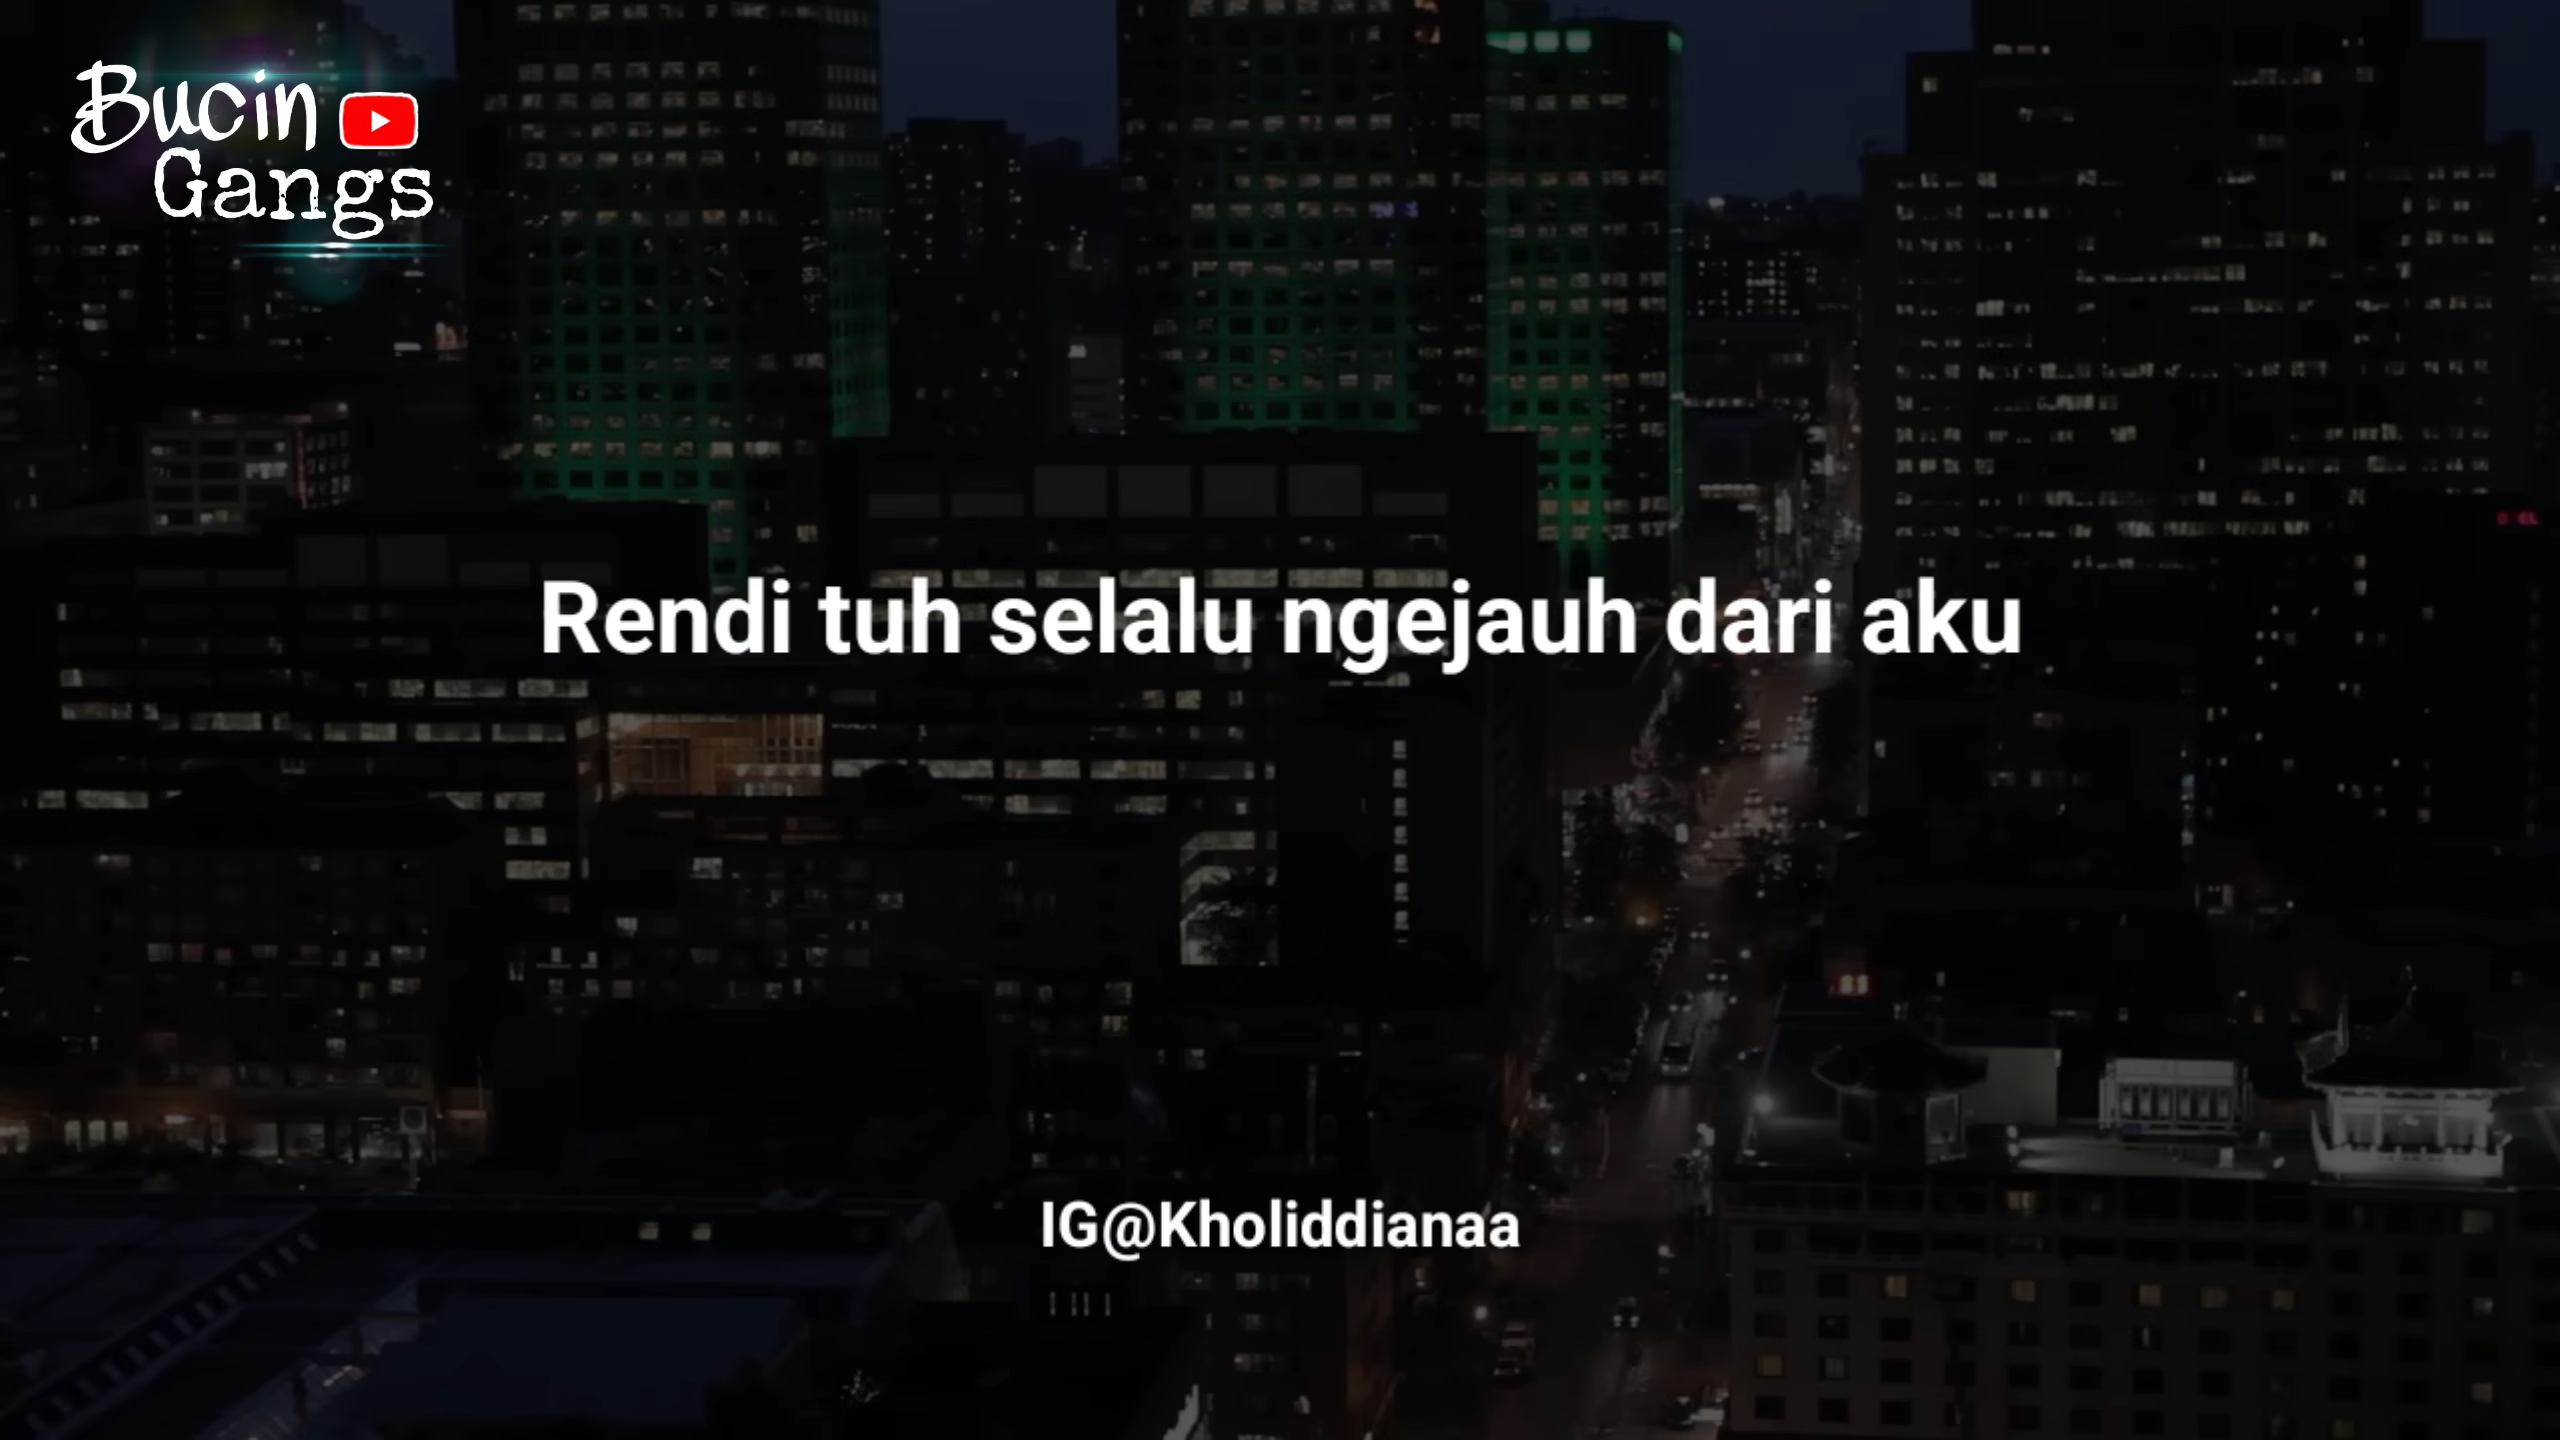 Bucin
Gangs
Rendi tuh selalu ngejauh dari aku
IG@Kholiddianaa